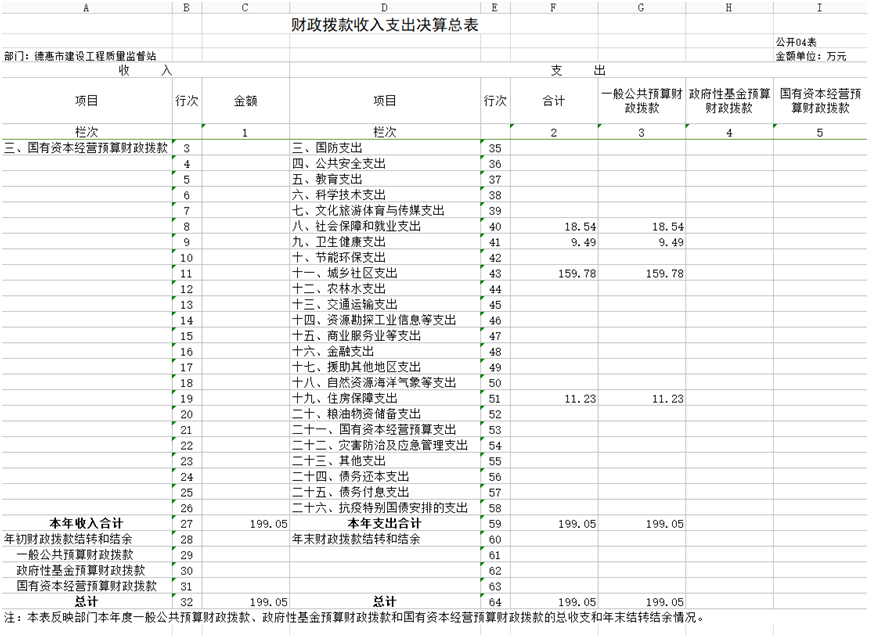 A B C D E F G H I
财政拨款收入支出决算总表
公开04表
部门：德惠市建设工程质量监督站 金额单位：万元
收 入 支 出
项目 行次 金额 项目 行次 合计 一般公共预算财政拨款 政府性基金预算财政拨款 国有资本经营预算财政拨款
栏次 1 栏次 2 3 4 5
三、国有资本经营预算财政拨款 3 三、国防支出 35
4 四、公共安全支出 36
5 五、教育支出 37
6 六、科学技术支出 38
7 七、文化旅游体育与传媒支出 39
8 八、社会保障和就业支出 40 18.54 18.54
9 九、卫生健康支出 41 9.49 9.49
10 十、节能环保支出 42
11 十一、城乡社区支出 43 159.78 159.78
12 十二、农林水支出 44
13 十三、交通运输支出 45
14 十四、资源勘探工业信息等支出 46
15 十五、商业服务业等支出 47
16 十六、金融支出 48
17 十七、援助其他地区支出 49
18 十八、自然资源海洋气象等支出 50
19 十九、住房保障支出 51 11.23 11.23
20 二十、粮油物资储备支出 52
21 二十一、国有资本经营预算支出 53
22 二十二、灾害防治及应急管理支出 54
23 二十三、其他支出 55
24 二十四、债务还本支出 56
25 二十五、债务付息支出 57
26 二十六、抗疫特别国债安排的支出 58
本年收入合计 27 199.05 本年支出合计 59 199.05 199.05
年初财政拨款结转和结余 28 年末财政拨款结转和结余 60
一般公共预算财政拨款 29 61
政府性基金预算财政拨款 30 62
国有资本经营预算财政拨款 31 63
总计 32 199.05 总计 64 199.05 199.05
注：本表反映部门本年度一般公共预算财政拨款、政府性基金预算财政拨款和国有资本经营预算财政拨款的总收支和年末结转结余情况。